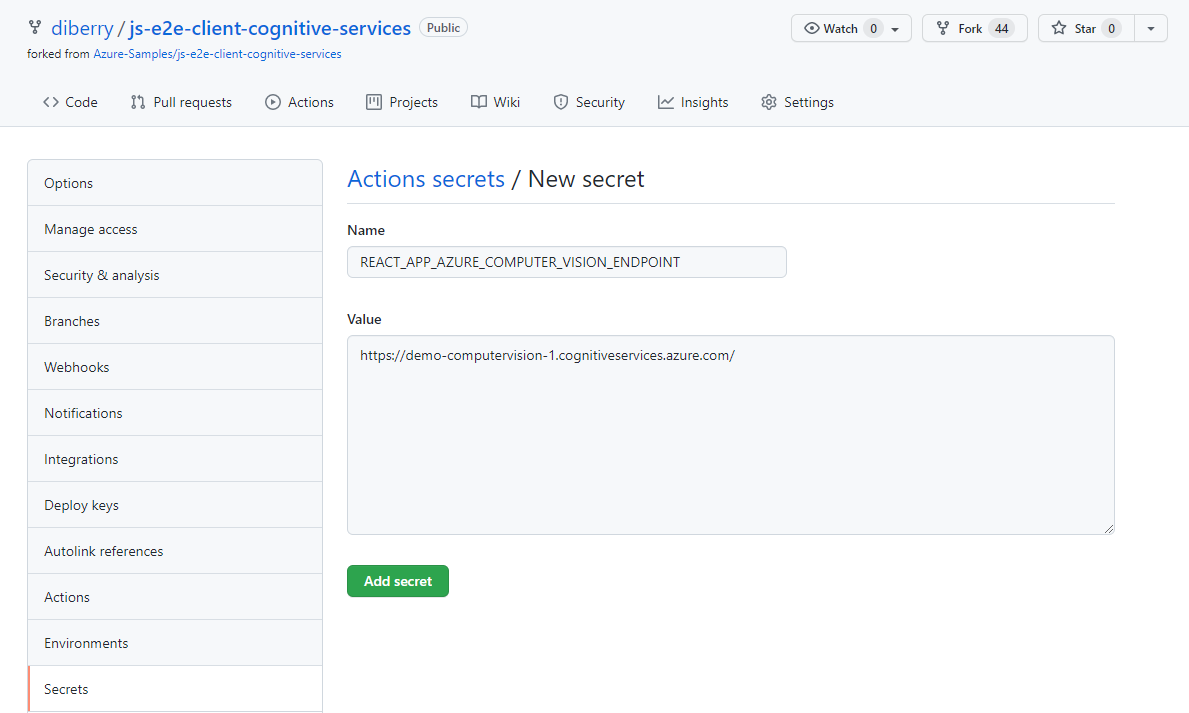 diberry / js-e2e-client-cognitive-services Public
Watch 0
Fork 44
Star 0
forked from Azure-Samples/js-e2e-client-cognitive-services
Code
Pull requests
Actions
Projects
Wiki
Security
Insights
Settings
Options
Manage access
Security & analysis
Branches
Webhooks
Notifications
Integrations
Deploy keys
Autolink references
Actions
Environments
Secrets
Actions secrets / New secret
Name
REACT_APP_AZURE_COMPUTER_VISION_ENDPOINT
Value
https://demo-computervision-1.cognitiveservices.azure.com/
Add secret